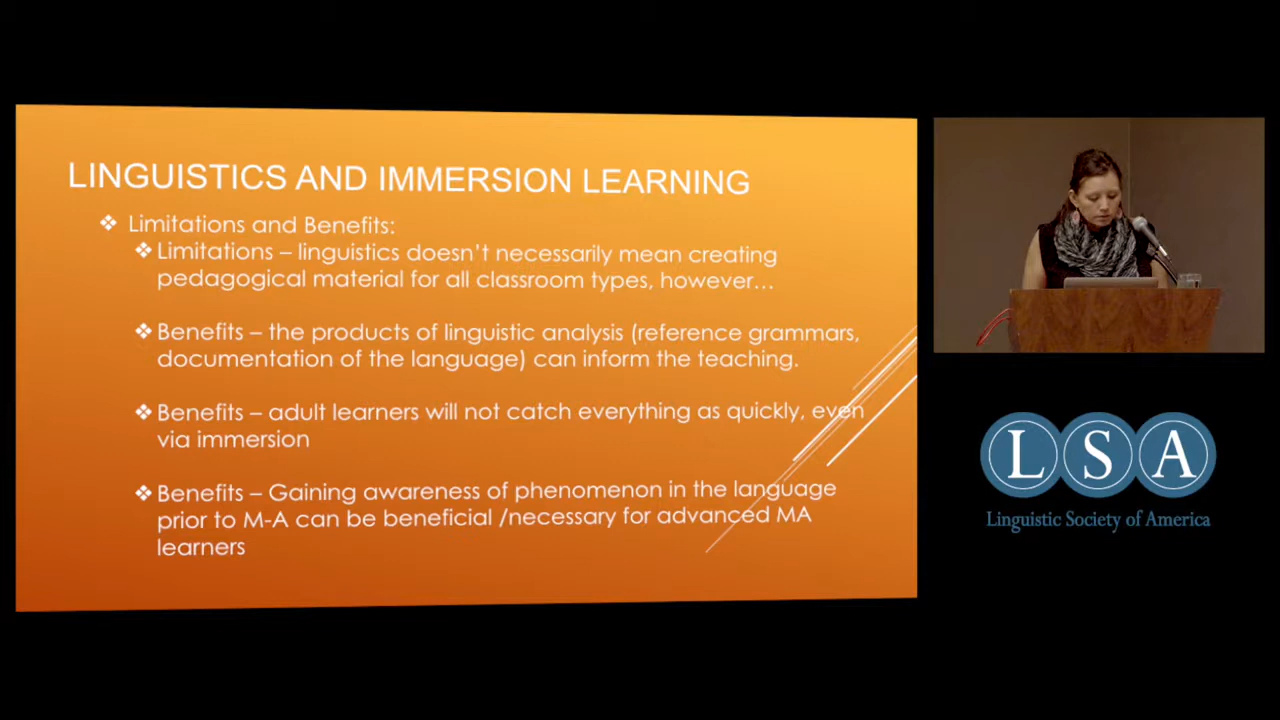 LINGUISTICS AND IMMERSION LEARNING
❖ Limitations and Benefits:
❖ Limitations – linguistics doesn't necessarily mean creating
pedagogical material for all classroom types, however…
❖ Benefits – the products of linguistic analysis (reference grammars,
documentation of the language) can inform the teaching.
❖ Benefits – adult learners will not catch everything as quickly, even
via immersion
❖ Benefits – Gaining awareness of phenomenon in the language
prior to M-A can be beneficial /necessary for advanced MA
learners
LSA
Linguistic Society of America